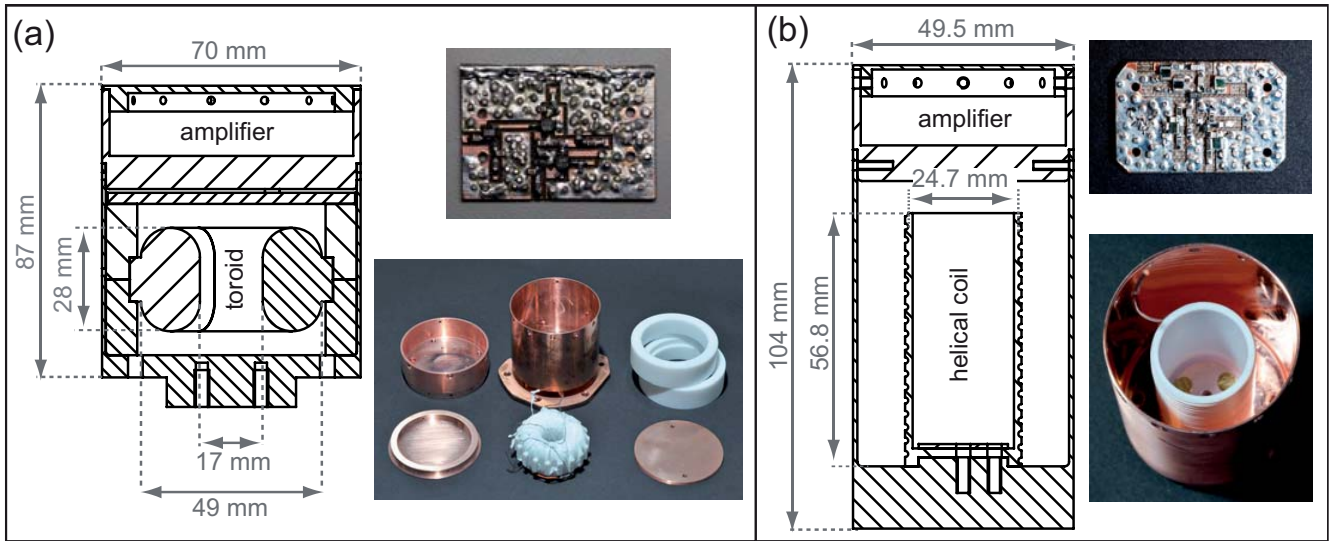 (a)
70 mm
amplifier
87 mm
28 mm
toroid
17 mm
49 mm
(b)
49.5 mm
amplifier
24.7 mm
104 mm
56.8 mm
helical coil